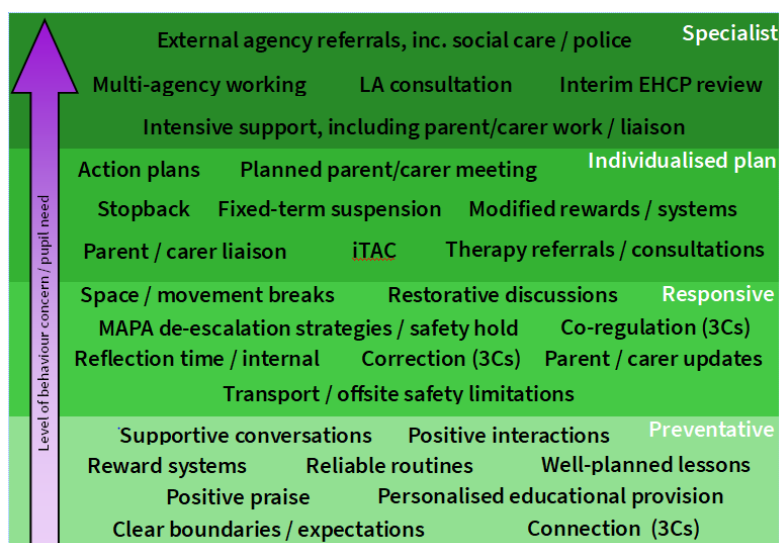 External agency referrals, inc. social care / police Specialist
Multi-agency working LA consultation Interim EHCP review
Intensive support, including parent/carer work / liaison
Action plans Planned parent/carer meeting Individualised plan
Stopback Fixed-term suspension Modified rewards / systems
Parent / carer liaison iTAC Therapy referrals / consultations
Space / movement breaks Restorative discussions Responsive
MAPA de-escalation strategies / safety hold Co-regulation (3Cs)
Reflection time / internal Correction (3Cs) Parent / carer updates
Transport / offsite safety limitations
Supportive conversations Positive interactions Preventative
Reward systems Reliable routines Well-planned lessons
Positive praise Personalised educational provision
Clear boundaries / expectations Connection (3Cs)
Level of behaviour concern / pupil need